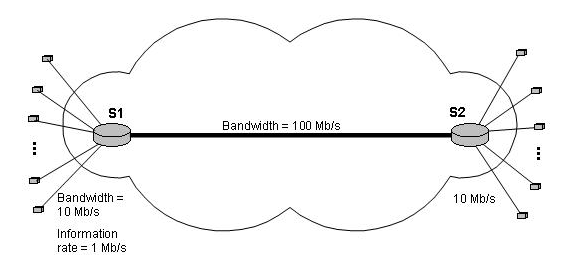 S1
S2
Bandwidth = 100 Mb/s
Bandwidth =
10 Mb/s
10 Mb/s
Information
rate = 1 Mb/s